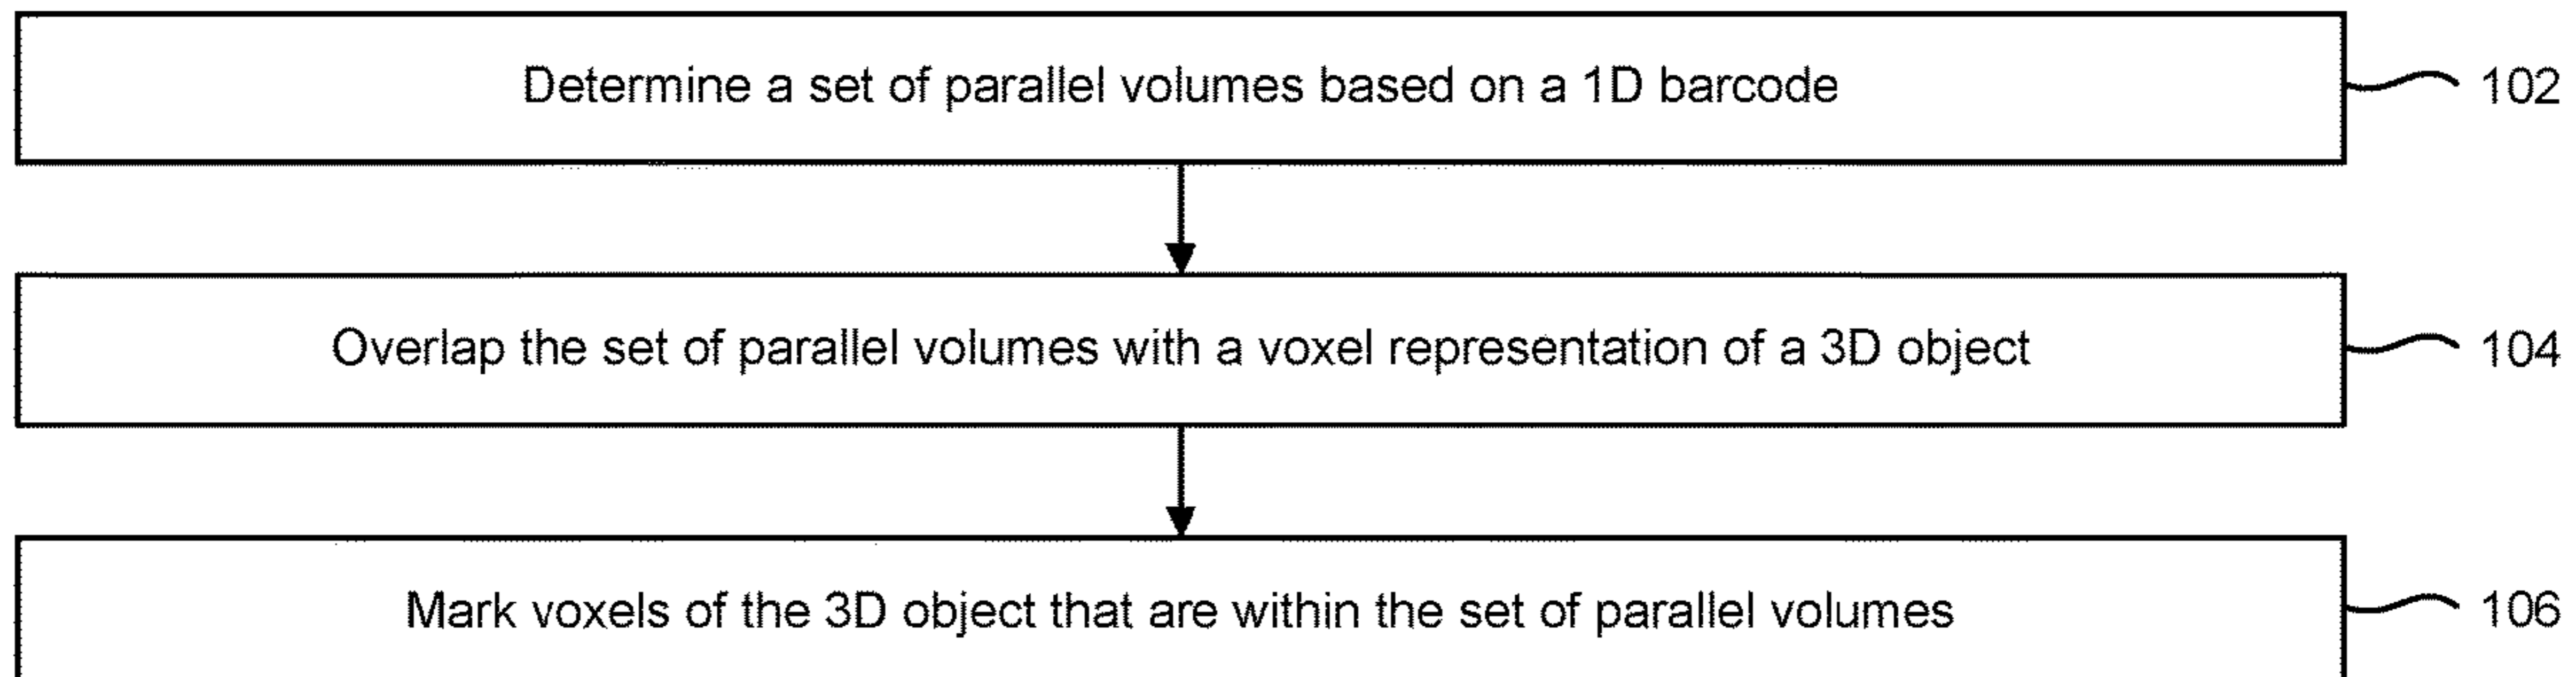 Determine a set of parallel volumes based on a 1D barcode
102
Overlap the set of parallel volumes with a voxel representation of a 3D object
104
Mark voxels of the 3D object that are within the set of parallel volumes
106